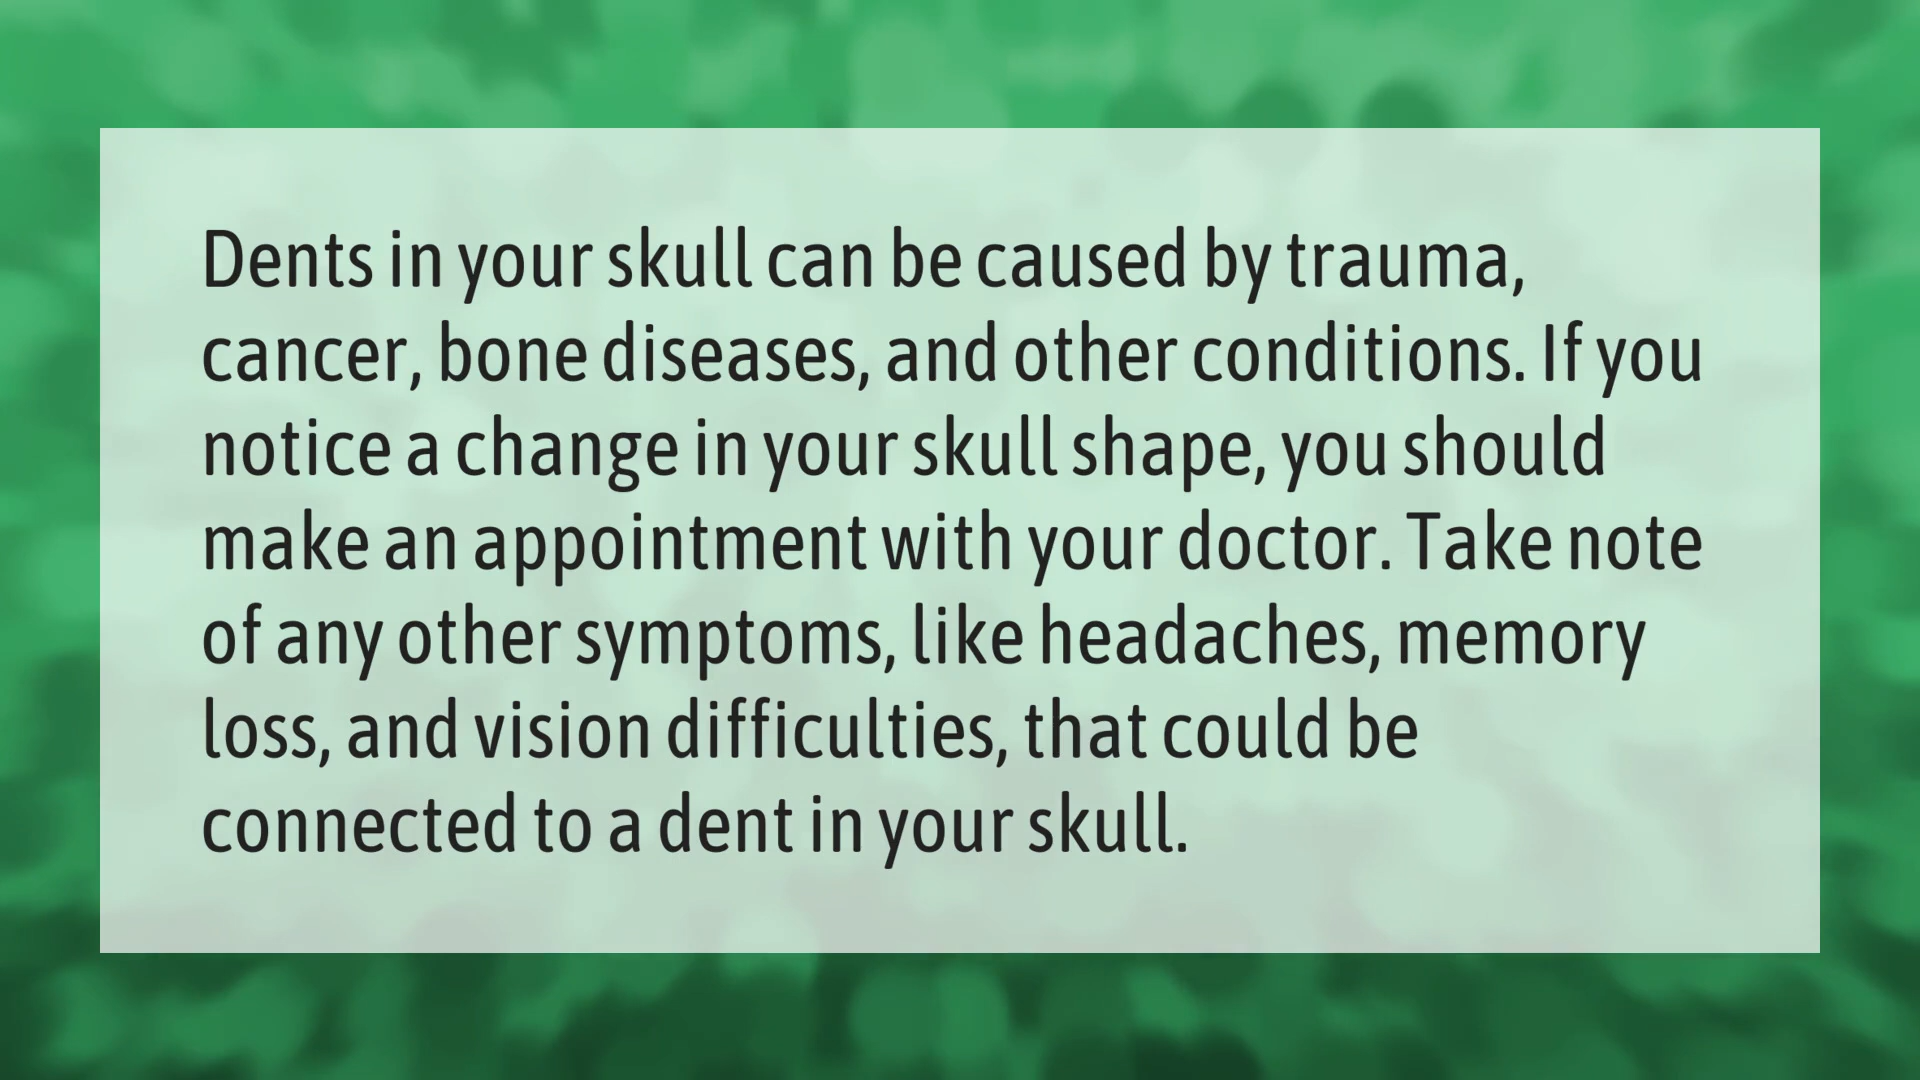 Dents in your skull can be caused by trauma,
cancer, bone diseases, and other conditions. If you
notice a change in your skull shape, you should
make an appointment with your doctor. Take note
of any other symptoms, like headaches, memory
loss, and vision difficulties, that could be
connected to a dent in your skull.